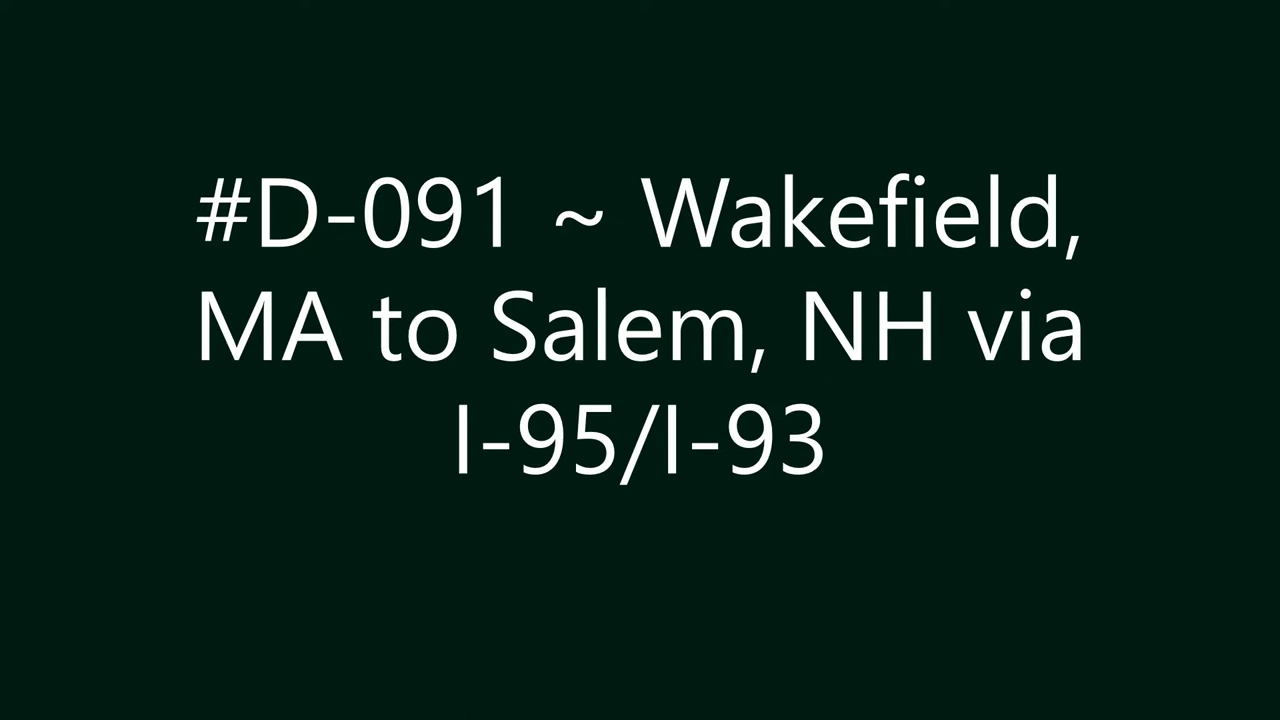 #D-091 ~ Wakefield,
MA to Salem, NH via
I-95/I-93